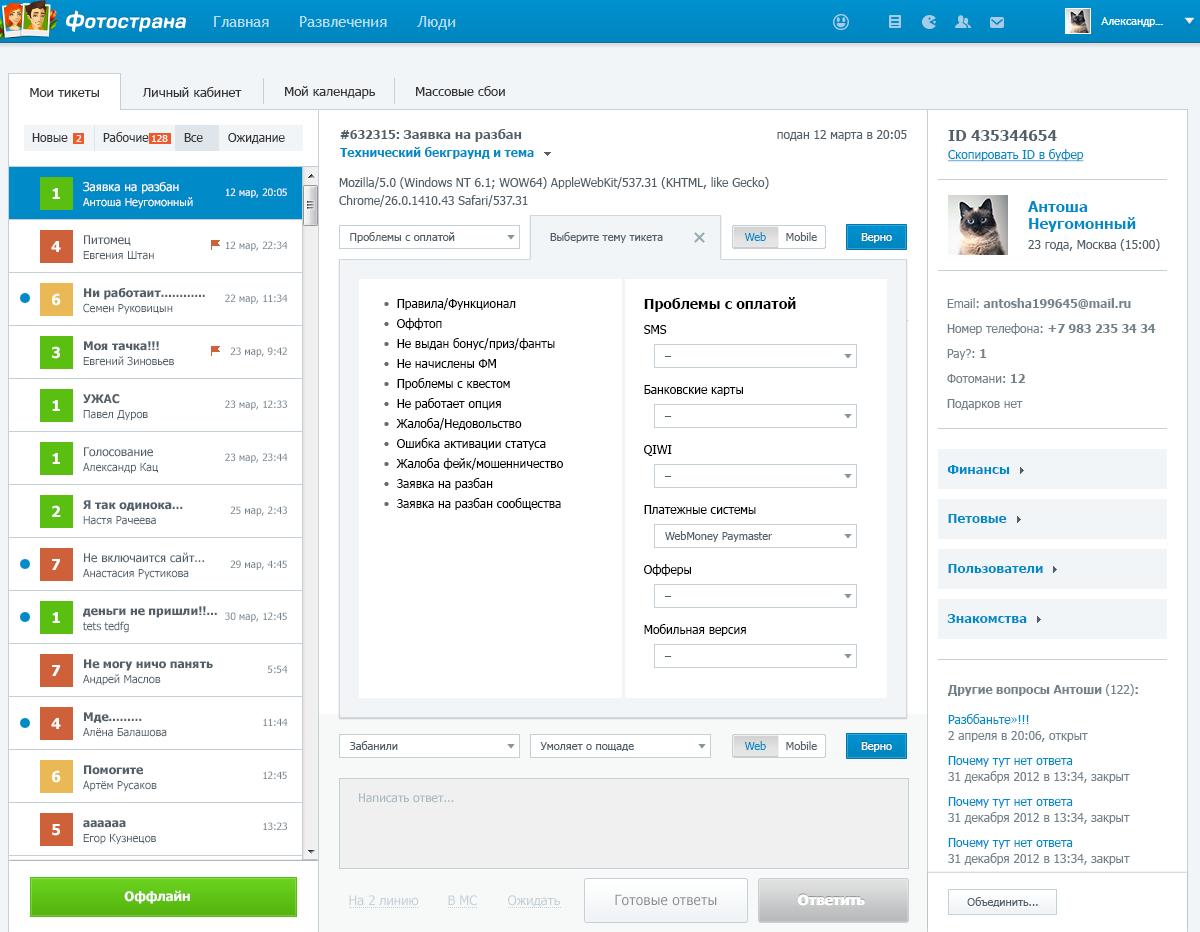 Фотострана
Главная
Развлечения
Люди
Александр...
Мои тикеты
Личный кабинет
Мой календарь
Массовые сбои
Новые 2
Рабочие 128
Все
Ожидание
1 Заявка на разбан 12 мар, 20:05
Антоша Неугомонный
4 Питомец 12 мар, 22:34
Евгения Штан
6 Ни работаит............ 22 мар, 11:34
Семен Руковицын
3 Моя тачка!!! 23 мар, 9:42
Евгений Зиновьев
1 УЖАС 23 мар, 12:33
Павел Дуров
1 Голосование 23 мар, 23:44
Александр Кац
2 Я так одинока... 25 мар, 2:43
Настя Рачеева
7 Не включаится сайт... 29 мар, 4:45
Анастасия Рустикова
1 деньги не пришли!!... 30 мар, 12:45
tets tedfg
7 Не могу ничо панять 5:54
Андрей Маслов
4 Мде......... 11:44
Алёна Балашова
6 Помогите 12:45
Артём Русаков
5 аааааа 13:23
Егор Кузнецов
Оффлайн
#632315: Заявка на разбан
подан 12 марта в 20:05
Технический бекграунд и тема
Mozilla/5.0 (Windows NT 6.1; WOW64) AppleWebKit/537.31 (KHTML, like Gecko)
Chrome/26.0.1410.43 Safari/537.31
Проблемы с оплатой
Выберите тему тикета
Web
Mobile
Верно
Правила/Функционал
Оффтоп
Не выдан бонус/приз/фанты
Не начислены ФМ
Проблемы с квестом
Не работает опция
Жалоба/Недовольство
Ошибка активации статуса
Жалоба фейк/мошенничество
Заявка на разбан
Заявка на разбан сообщества
Проблемы с оплатой
SMS
–
Банковские карты
–
QIWI
–
Платежные системы
WebMoney Paymaster
Офферы
–
Мобильная версия
–
Забанили
Умоляет о пощаде
Web
Mobile
Верно
Написать ответ...
На 2 линию
В МС
Ожидать
Готовые ответы
Ответить
ID 435344654
Скопировать ID в буфер
Антоша
Неугомонный
23 года, Москва (15:00)
Email: antosha199645@mail.ru
Номер телефона: +7 983 235 34 34
Pay?: 1
Фотомани: 12
Подарков нет
Финансы
Петовые
Пользователи
Знакомства
Другие вопросы Антоши (122):
Разббаньте»!!!
2 апреля в 20:06, открыт
Почему тут нет ответа
31 декабря 2012 в 13:34, закрыт
Почему тут нет ответа
31 декабря 2012 в 13:34, закрыт
Почему тут нет ответа
31 декабря 2012 в 13:34, закрыт
Объединить...